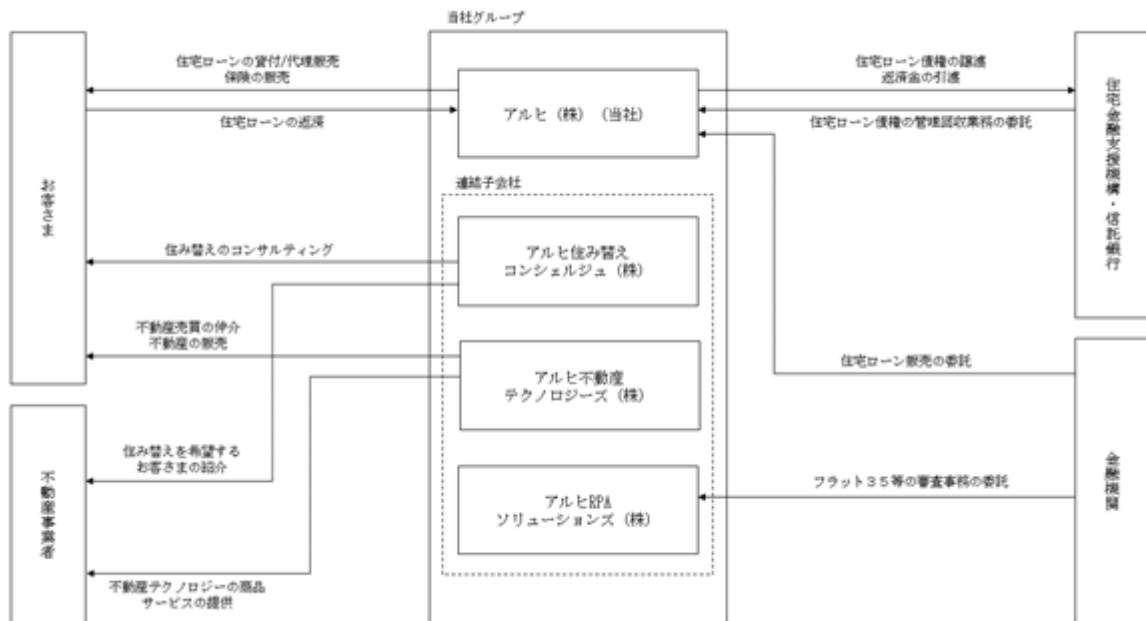 当社グループ
住宅ローンの貸付/代理販売
保険の販売
住宅ローンの返済
お客さま
アルヒ(株) (当社)
住宅ローン債権の譲渡
返済金の引渡
住宅ローン債権の管理回収業務の委託
住宅金融支援機構・信託銀行
連結子会社
住み替えのコンサルティング
アルヒ住み替え
コンシェルジュ(株)
不動産売買の仲介
不動産の販売
アルヒ不動産
テクノロジーズ(株)
住宅ローン販売の委託
住み替えを希望する
お客さまの紹介
不動産事業者
アルヒRPA
ソリューションズ(株)
フラット35等の審査事務の委託
金融機関
不動産テクノロジーの商品
サービスの提供